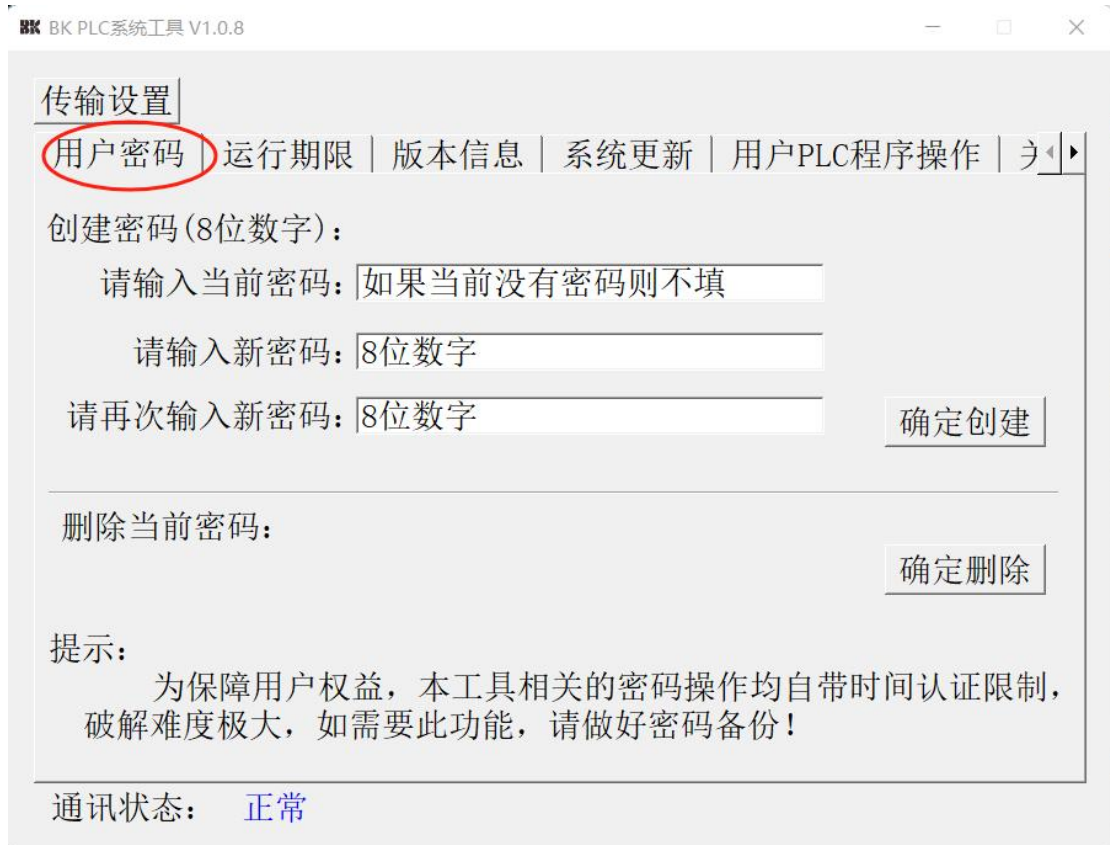 BK BK PLC系统工具 V1.0.8
传输设置
用户密码 运行期限 版本信息 系统更新 用户PLC程序操作
创建密码(8位数字):
请输入当前密码: 如果当前没有密码则不填
请输入新密码: 8位数字
请再次输入新密码: 8位数字 确定创建
删除当前密码:
确定删除
提示:
为保障用户权益，本工具相关的密码操作均自带时间认证限制，
破解难度极大，如需要此功能，请做好密码备份!
通讯状态: 正常